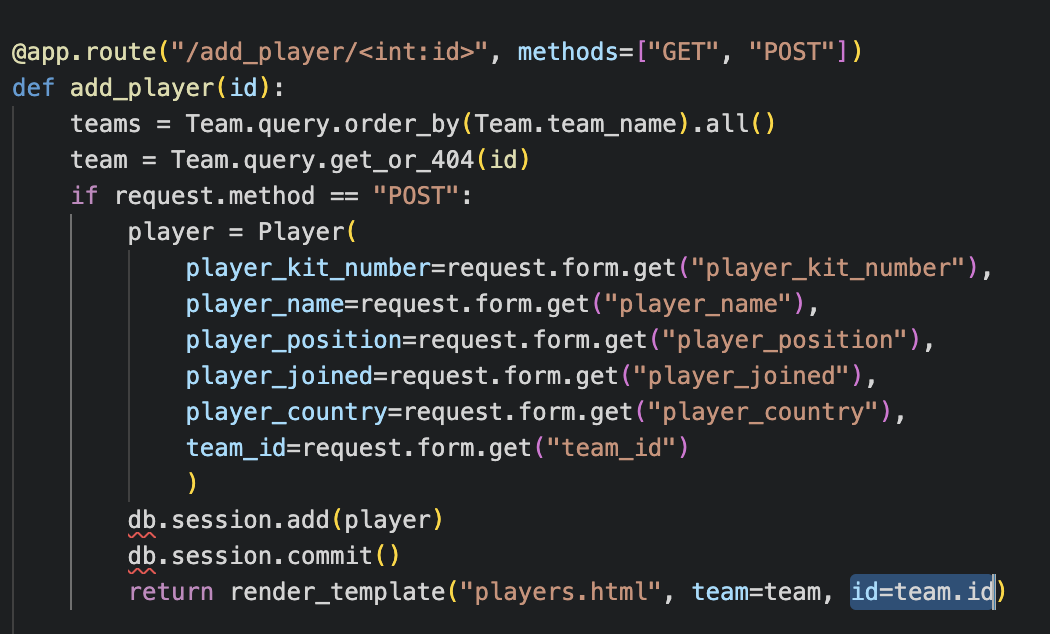 @app.route("/add_player/<int:id>", methods=["GET", "POST"])
def add_player(id):
    teams = Team.query.order_by(Team.team_name).all()
    team = Team.query.get_or_404(id)
    if request.method == "POST":
        player = Player(
            player_kit_number=request.form.get("player_kit_number"),
            player_name=request.form.get("player_name"),
            player_position=request.form.get("player_position"),
            player_joined=request.form.get("player_joined"),
            player_country=request.form.get("player_country"),
            team_id=request.form.get("team_id")
            )
        db.session.add(player)
        db.session.commit()
        return render_template("players.html", team=team, id=team.id)